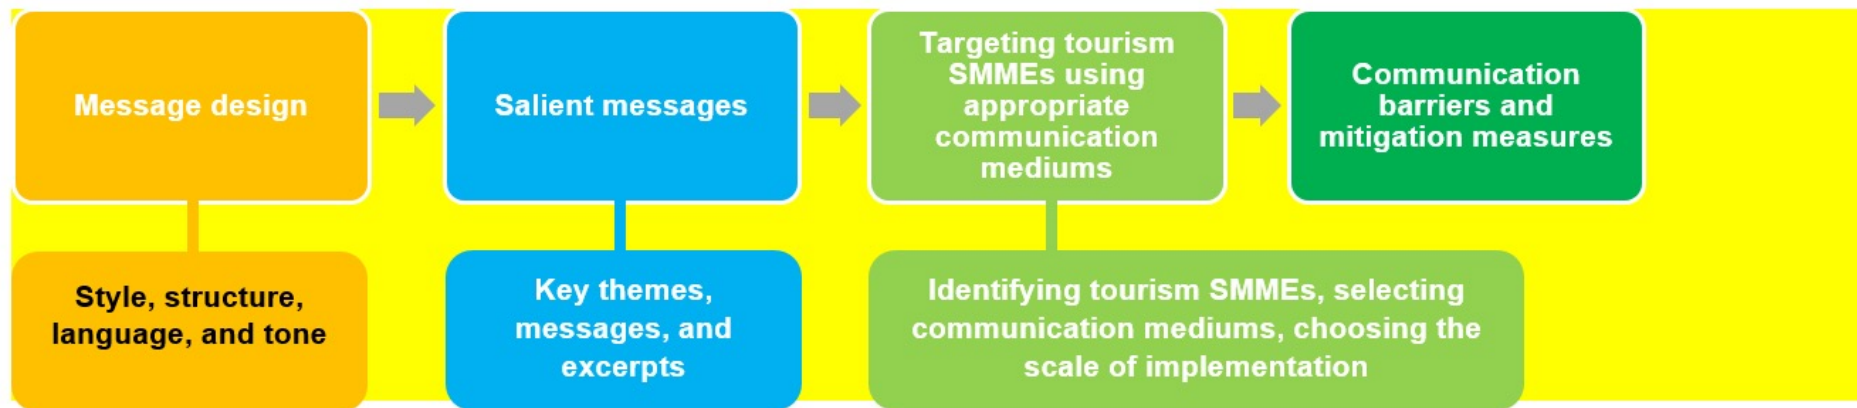 Message design
Salient messages
Targeting tourism
SMMEs using
appropriate
communication
mediums
Communication
barriers and
mitigation measures
Style, structure,
language, and tone
Key themes,
messages, and
excerpts
Identifying tourism SMMEs, selecting
communication mediums, choosing the
scale of implementation